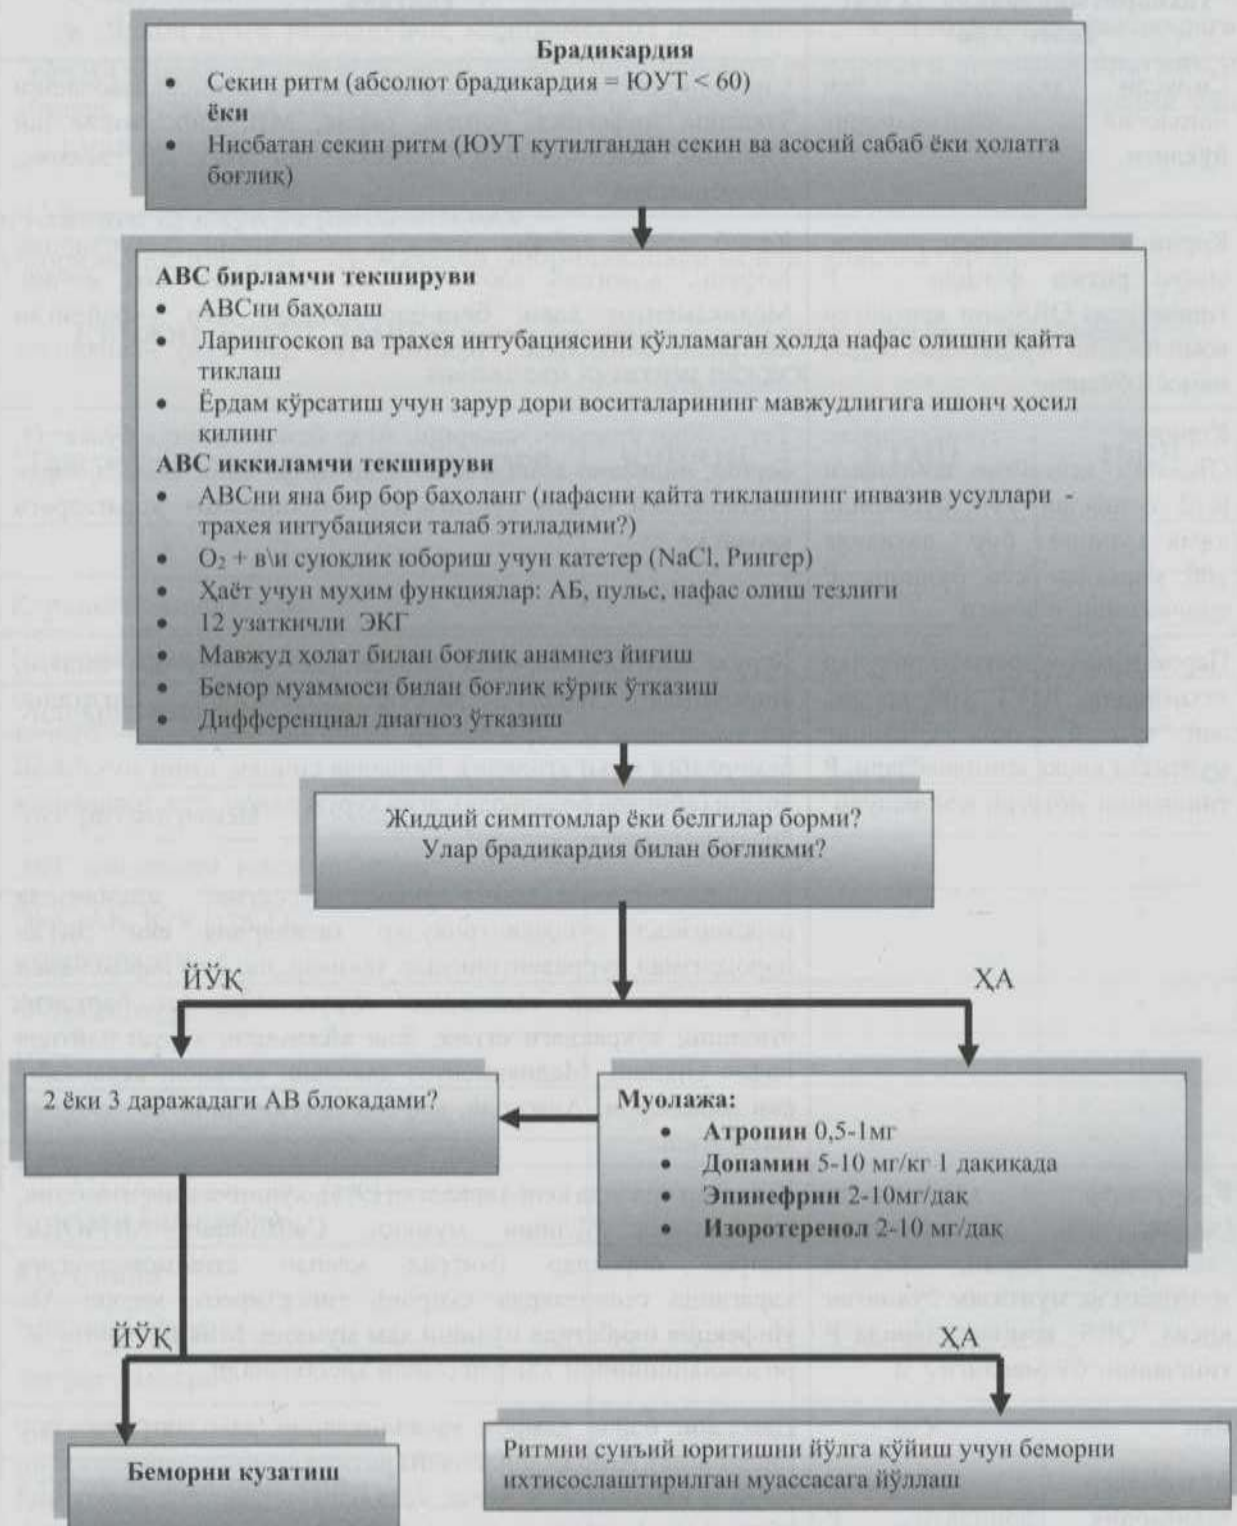 Брадикардия
• Секин ритм (абсолют брадикардия = ЮУТ < 60)
ёки
• Нисбатан секин ритм (ЮУТ кутилгандан секин ва асосий сабаб ёки ҳолатга
боғлиқ)
АВС бирламчи текшируви
• АВСни баҳолаш
• Ларингоскоп ва трахея интубациясини қўлламаган ҳолда нафас олишни қайта
тиклаш
• Ёрдам кўрсатиш учун зарур дори воситаларининг мавжудлигига ишонч ҳосил
қилинг
АВС иккиламчи текшируви
• АВСни яна бир бор баҳоланг (нафасни қайта тиклашнинг инвазив усуллари -
трахея интубацияси талаб этиладими?)
• O₂ + в\и суюқлик юбориш учун катетер (NaCl, Рингер)
• Ҳаёт учун муҳим функциялар: АБ, пульс, нафас олиш тезлиги
• 12 узаткичли ЭКГ
• Мавжуд ҳолат билан боғлиқ анамнез йиғиш
• Бемор муаммоси билан боғлиқ кўрик ўтказиш
• Дифференциал диагноз ўтказиш
Жиддий симптомлар ёки белгилар борми?
Улар брадикардия билан боғлиқми?
ЙЎҚ
ҲА
2 ёки 3 даражадаги АВ блокадами?
Муолажа:
• Атропин 0,5-1мг
• Допамин 5-10 мг/кг 1 дақиқада
• Эпинефрин 2-10мг/дақ
• Изоротеренол 2-10 мг/дақ
ЙЎҚ
ҲА
Беморни кузатиш
Ритмни сунъий юритишни йўлга қўйиш учун беморни
ихтисослаштирилган муассасага йўллаш